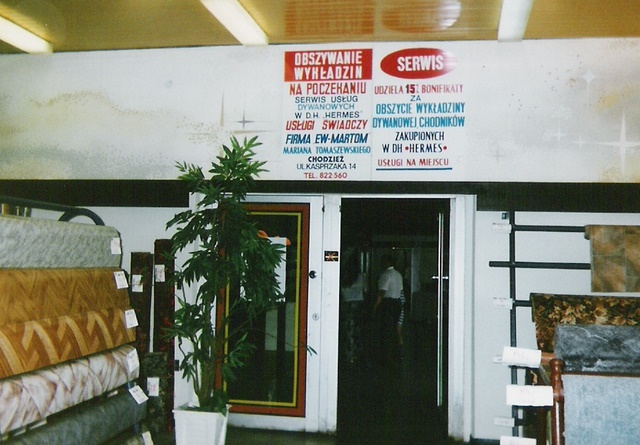 OBSZYWANIE
WYKŁADZIN
NA POCZEKANIU
SERWIS USŁUG
DYWANOWYCH
W D.H. „HERMES"
USŁUGI ŚWIADCZY
FIRMA EW-MARTOM
MARIANA TOMASZEWSKIEGO
CHODZIEŻ
UL.KASPRZAKA 14
TEL. 822-560
SERWIS
UDZIELA 15% BONIFIKATY
ZA
OBSZYCIE WYKŁADZINY
DYWANOWEJ CHODNIKÓW
ZAKUPIONYCH
W DH •HERMES•
USŁUGI NA MIEJSCU